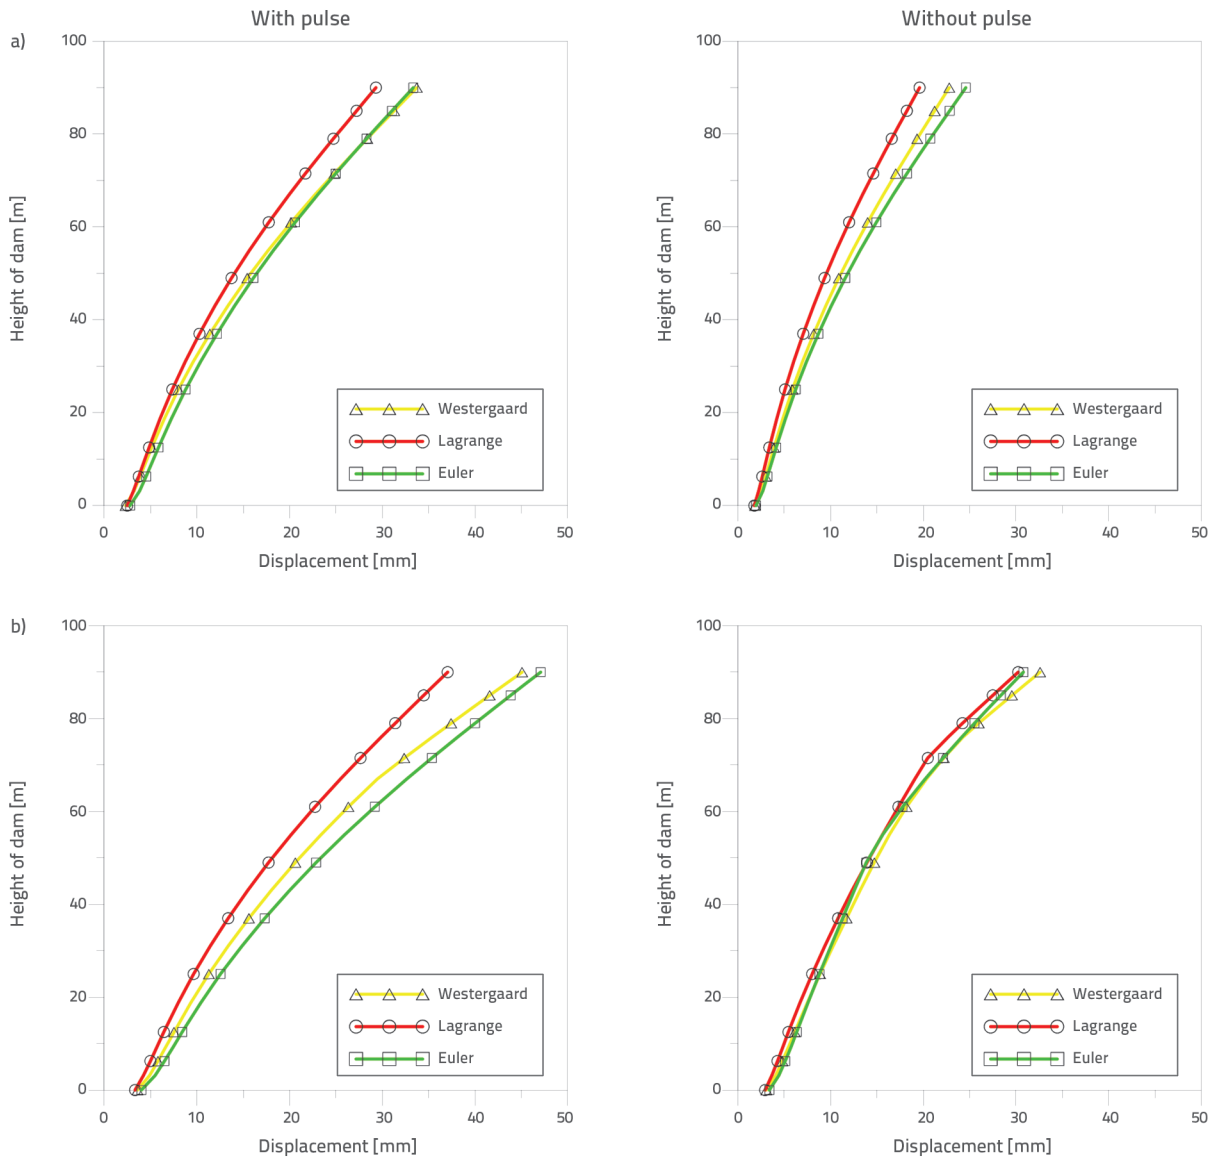 With pulse
Without pulse
a)
100
80
60
40
20
0
0 10 20 30 40 50
Height of dam [m]
Displacement [mm]
Westergaard
Lagrange
Euler
100
80
60
40
20
0
0 10 20 30 40 50
Height of dam [m]
Displacement [mm]
Westergaard
Lagrange
Euler
b)
100
80
60
40
20
0
0 10 20 30 40 50
Height of dam [m]
Displacement [mm]
Westergaard
Lagrange
Euler
100
80
60
40
20
0
0 10 20 30 40 50
Height of dam [m]
Displacement [mm]
Westergaard
Lagrange
Euler